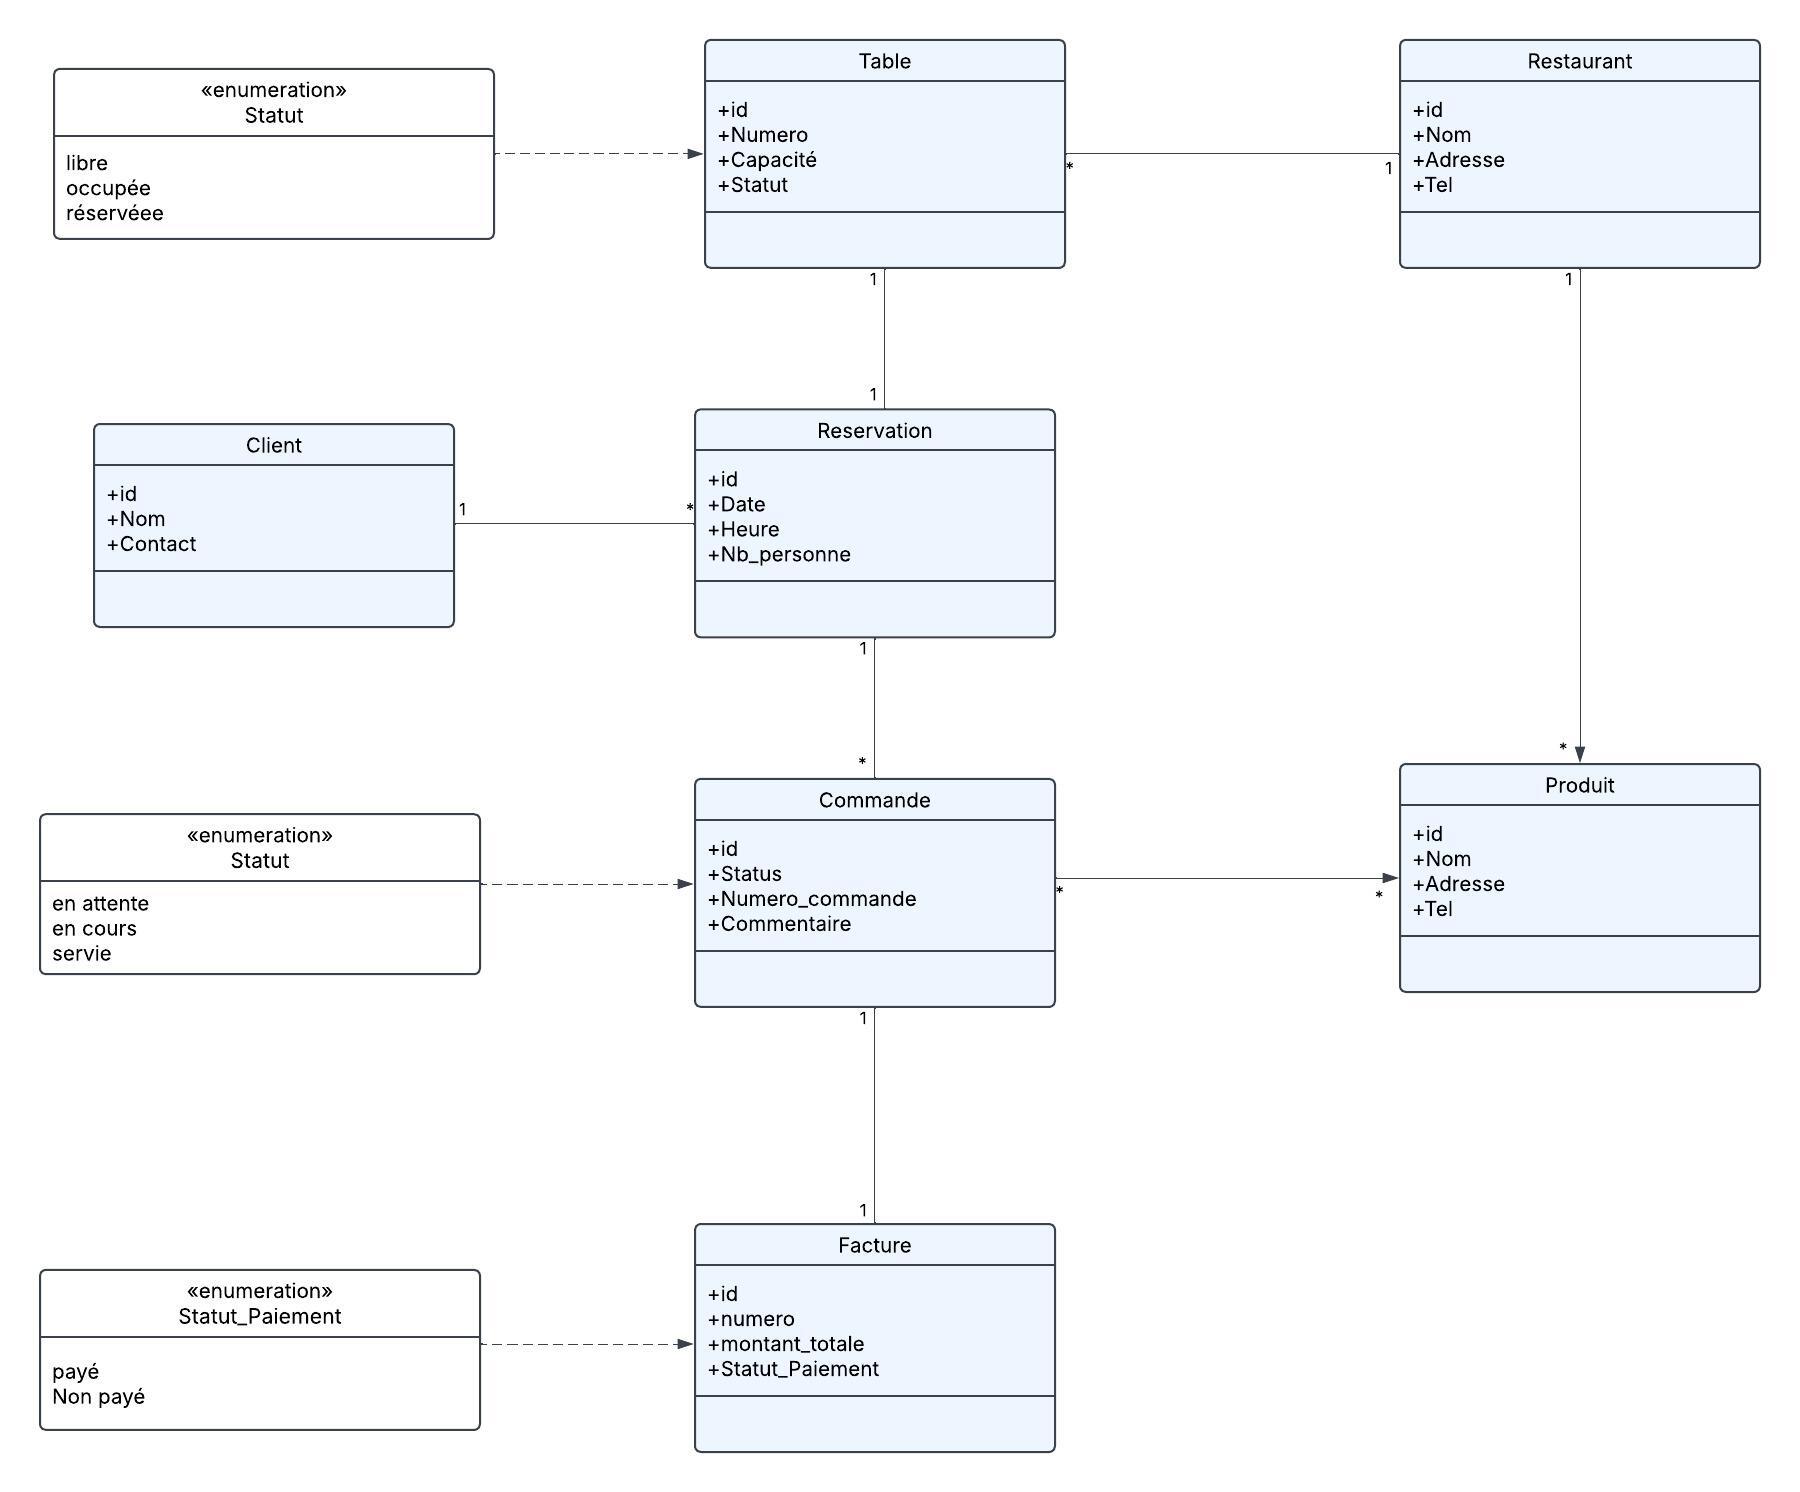 «enumeration»
Statut
libre
occupée
réservéee
Table
+id
+Numero
+Capacité
+Statut
Restaurant
+id
+Nom
+Adresse
+Tel
*
1
1
1
1
Client
+id
+Nom
+Contact
1
*
Reservation
+id
+Date
+Heure
+Nb_personne
1
*
*
«enumeration»
Statut
en attente
en cours
servie
Commande
+id
+Status
+Numero_commande
+Commentaire
*
*
Produit
+id
+Nom
+Adresse
+Tel
1
1
«enumeration»
Statut_Paiement
payé
Non payé
Facture
+id
+numero
+montant_totale
+Statut_Paiement